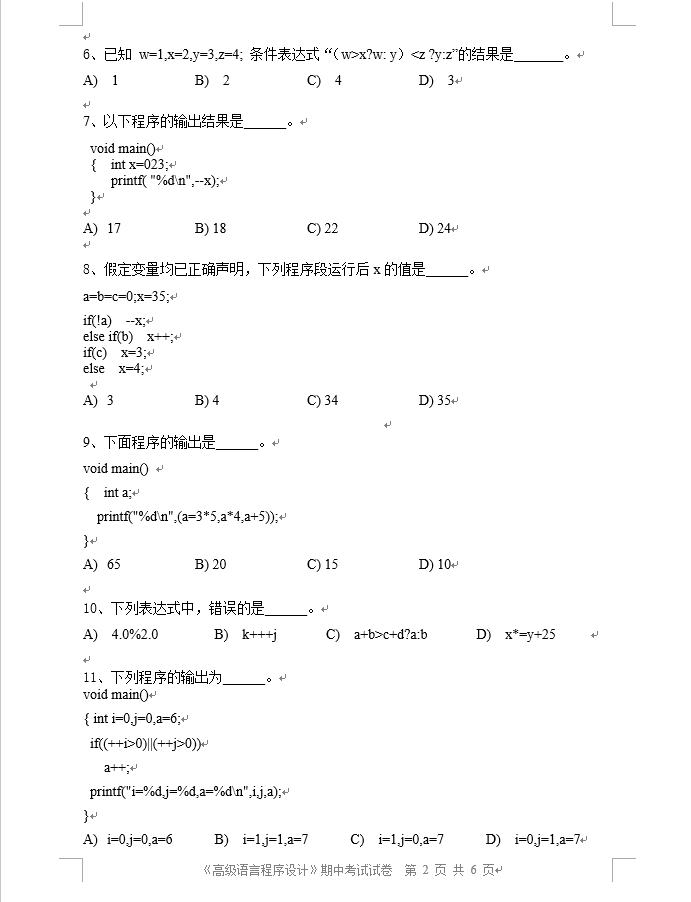 6、已知 w=1,x=2,y=3,z=4; 条件表达式“（w>x?w: y）<z ?y:z”的结果是_______。
A) 1 B) 2 C) 4 D) 3
7、以下程序的输出结果是______。
void main()
{ int x=023;
printf( "%d\n",--x);
}
A) 17 B) 18 C) 22 D) 24
8、假定变量均已正确声明，下列程序段运行后 x 的值是______。
a=b=c=0;x=35;
if(!a) --x;
else if(b) x++;
if(c) x=3;
else x=4;
A) 3 B) 4 C) 34 D) 35
9、下面程序的输出是______。
void main()
{ int a;
printf("%d\n",(a=3*5,a*4,a+5));
}
A) 65 B) 20 C) 15 D) 10
10、下列表达式中，错误的是______。
A) 4.0%2.0 B) k+++j C) a+b>c+d?a:b D) x*=y+25
11、下列程序的输出为______。
void main()
{ int i=0,j=0,a=6;
if((++i>0)||(++j>0))
a++;
printf("i=%d,j=%d,a=%d\n",i,j,a);
}
A) i=0,j=0,a=6 B) i=1,j=1,a=7 C) i=1,j=0,a=7 D) i=0,j=1,a=7
《高级语言程序设计》期中考试试卷 第 2 页 共 6 页